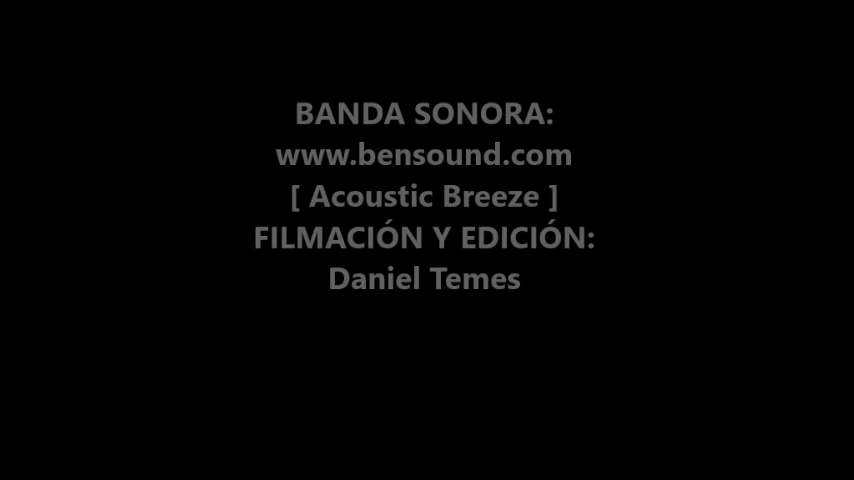 BANDA SONORA:
www.bensound.com
[ Acoustic Breeze ]
FILMACIÓN Y EDICIÓN:
Daniel Temes